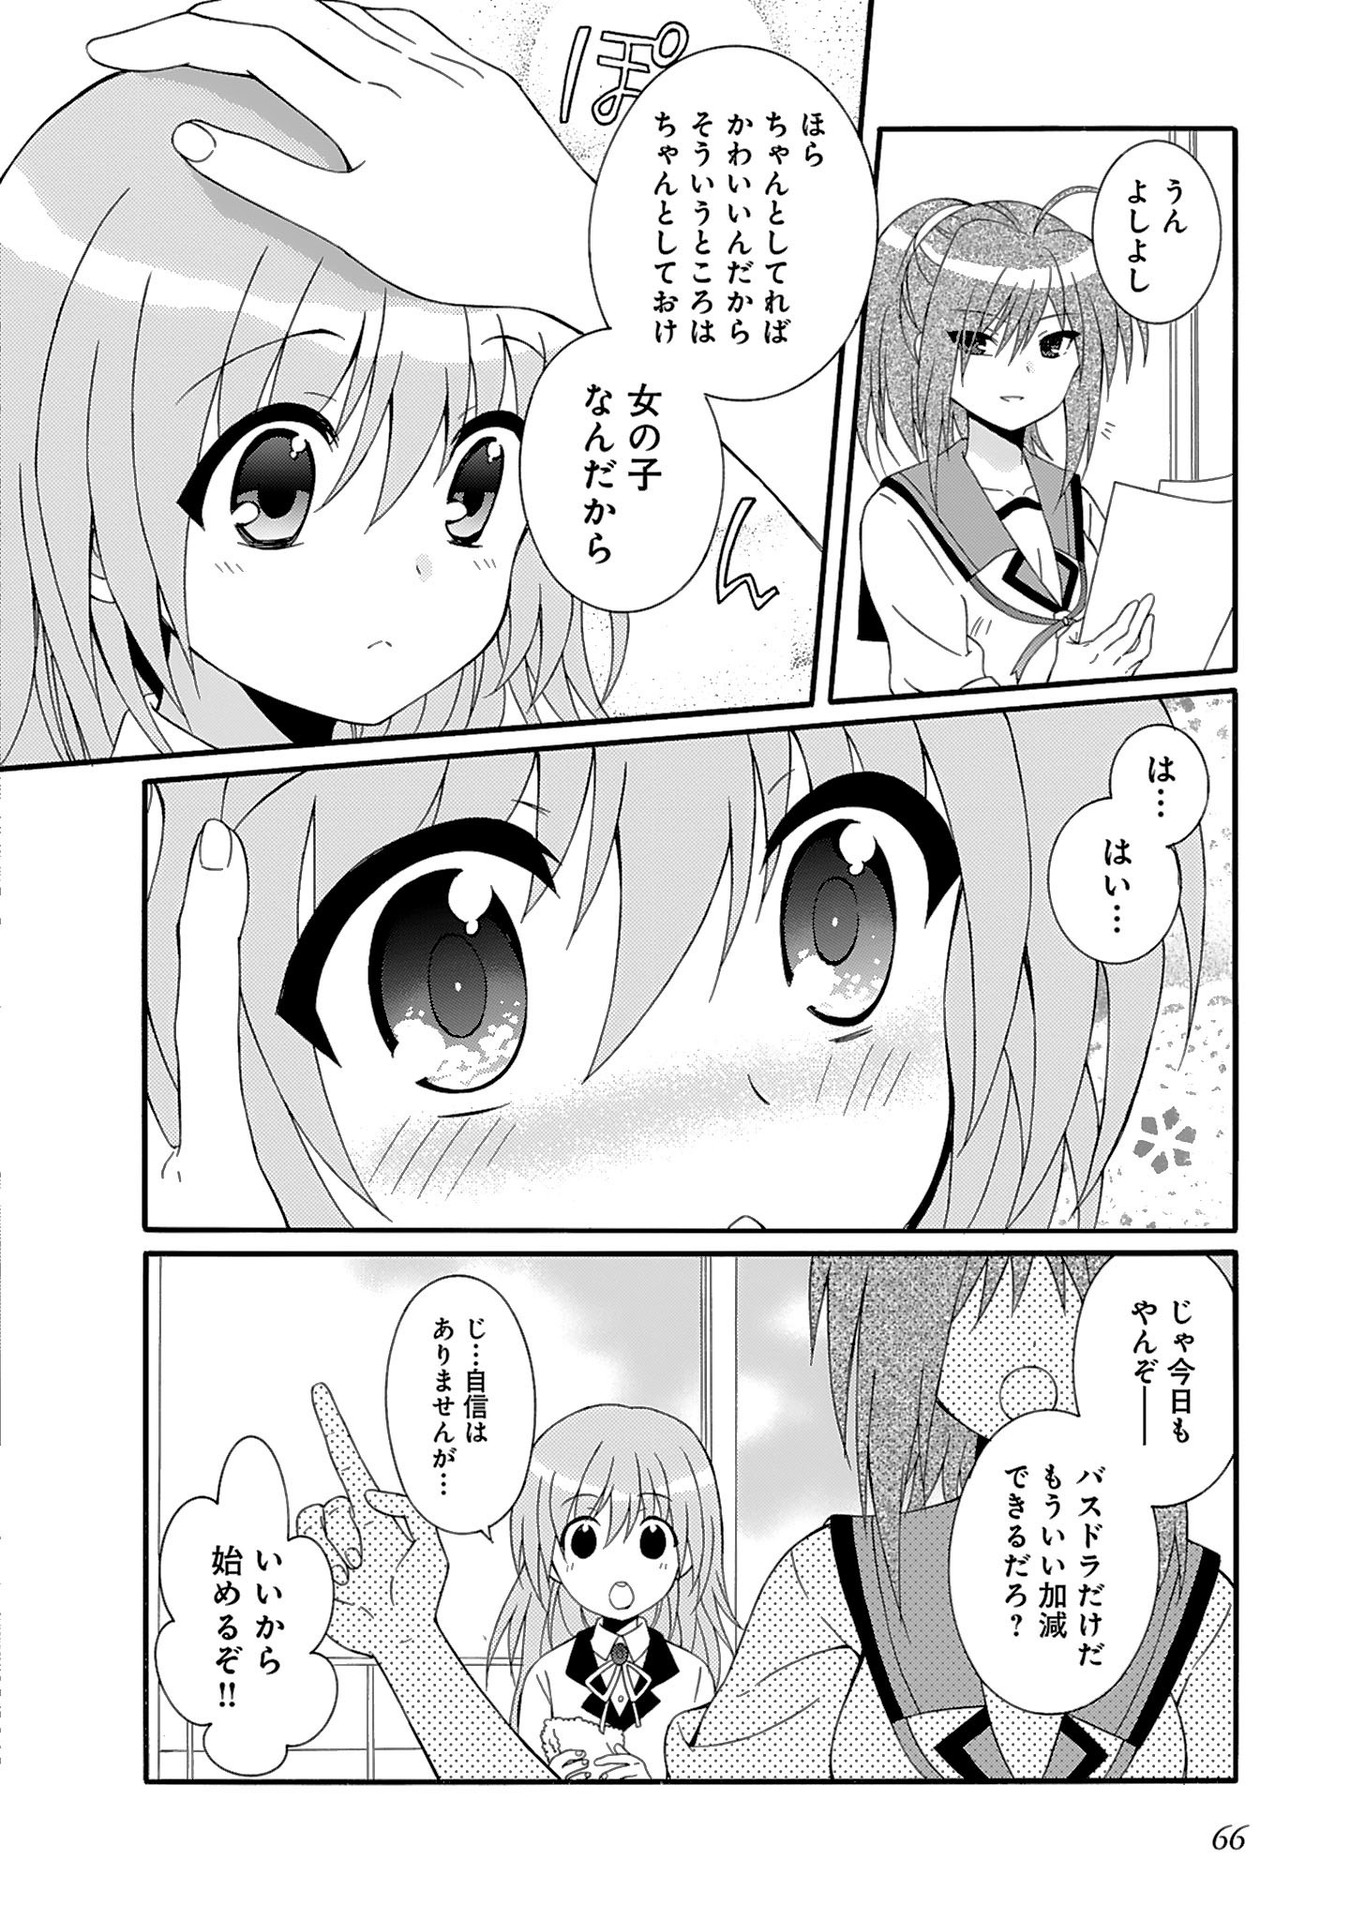 うん
よしよし
ほら
ちゃんとしてれば
かわいいんだから
そういうところは
ちゃんとしておけ
女の子
なんだから
ぽ
ん
は…
はい…
じゃ今日も
やんぞ──
バスドラだけだ
もういい加減
できるだろ？
じ…自信は
ありませんが…
いいから
始めるぞ!!
66